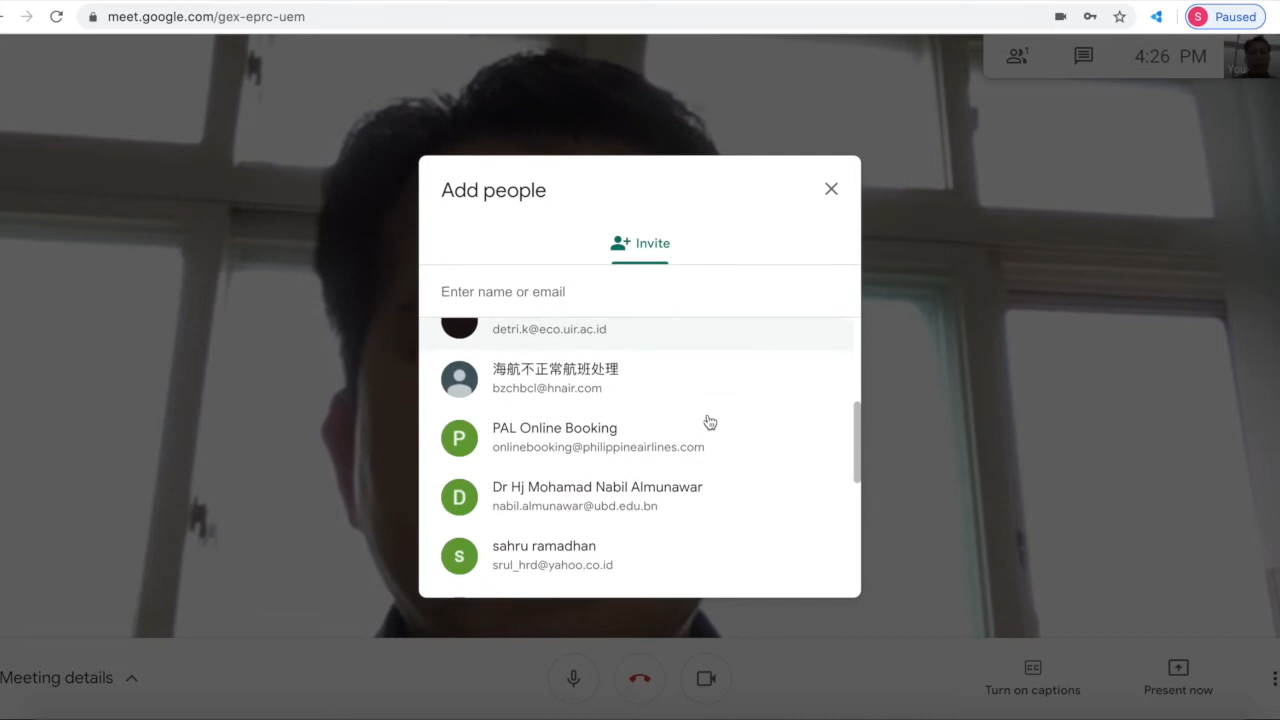 meet.google.com/gex-eprc-uem
S Paused
1
4:26 PM
You
Add people
Invite
Enter name or email
detri.k@eco.uir.ac.id
海航不正常航班处理
bzchbcl@hnair.com
P
PAL Online Booking
onlinebooking@philippineairlines.com
D
Dr Hj Mohamad Nabil Almunawar
nabil.almunawar@ubd.edu.bn
s
sahru ramadhan
srul_hrd@yahoo.co.id
Meeting details
CC
Turn on captions
Present now